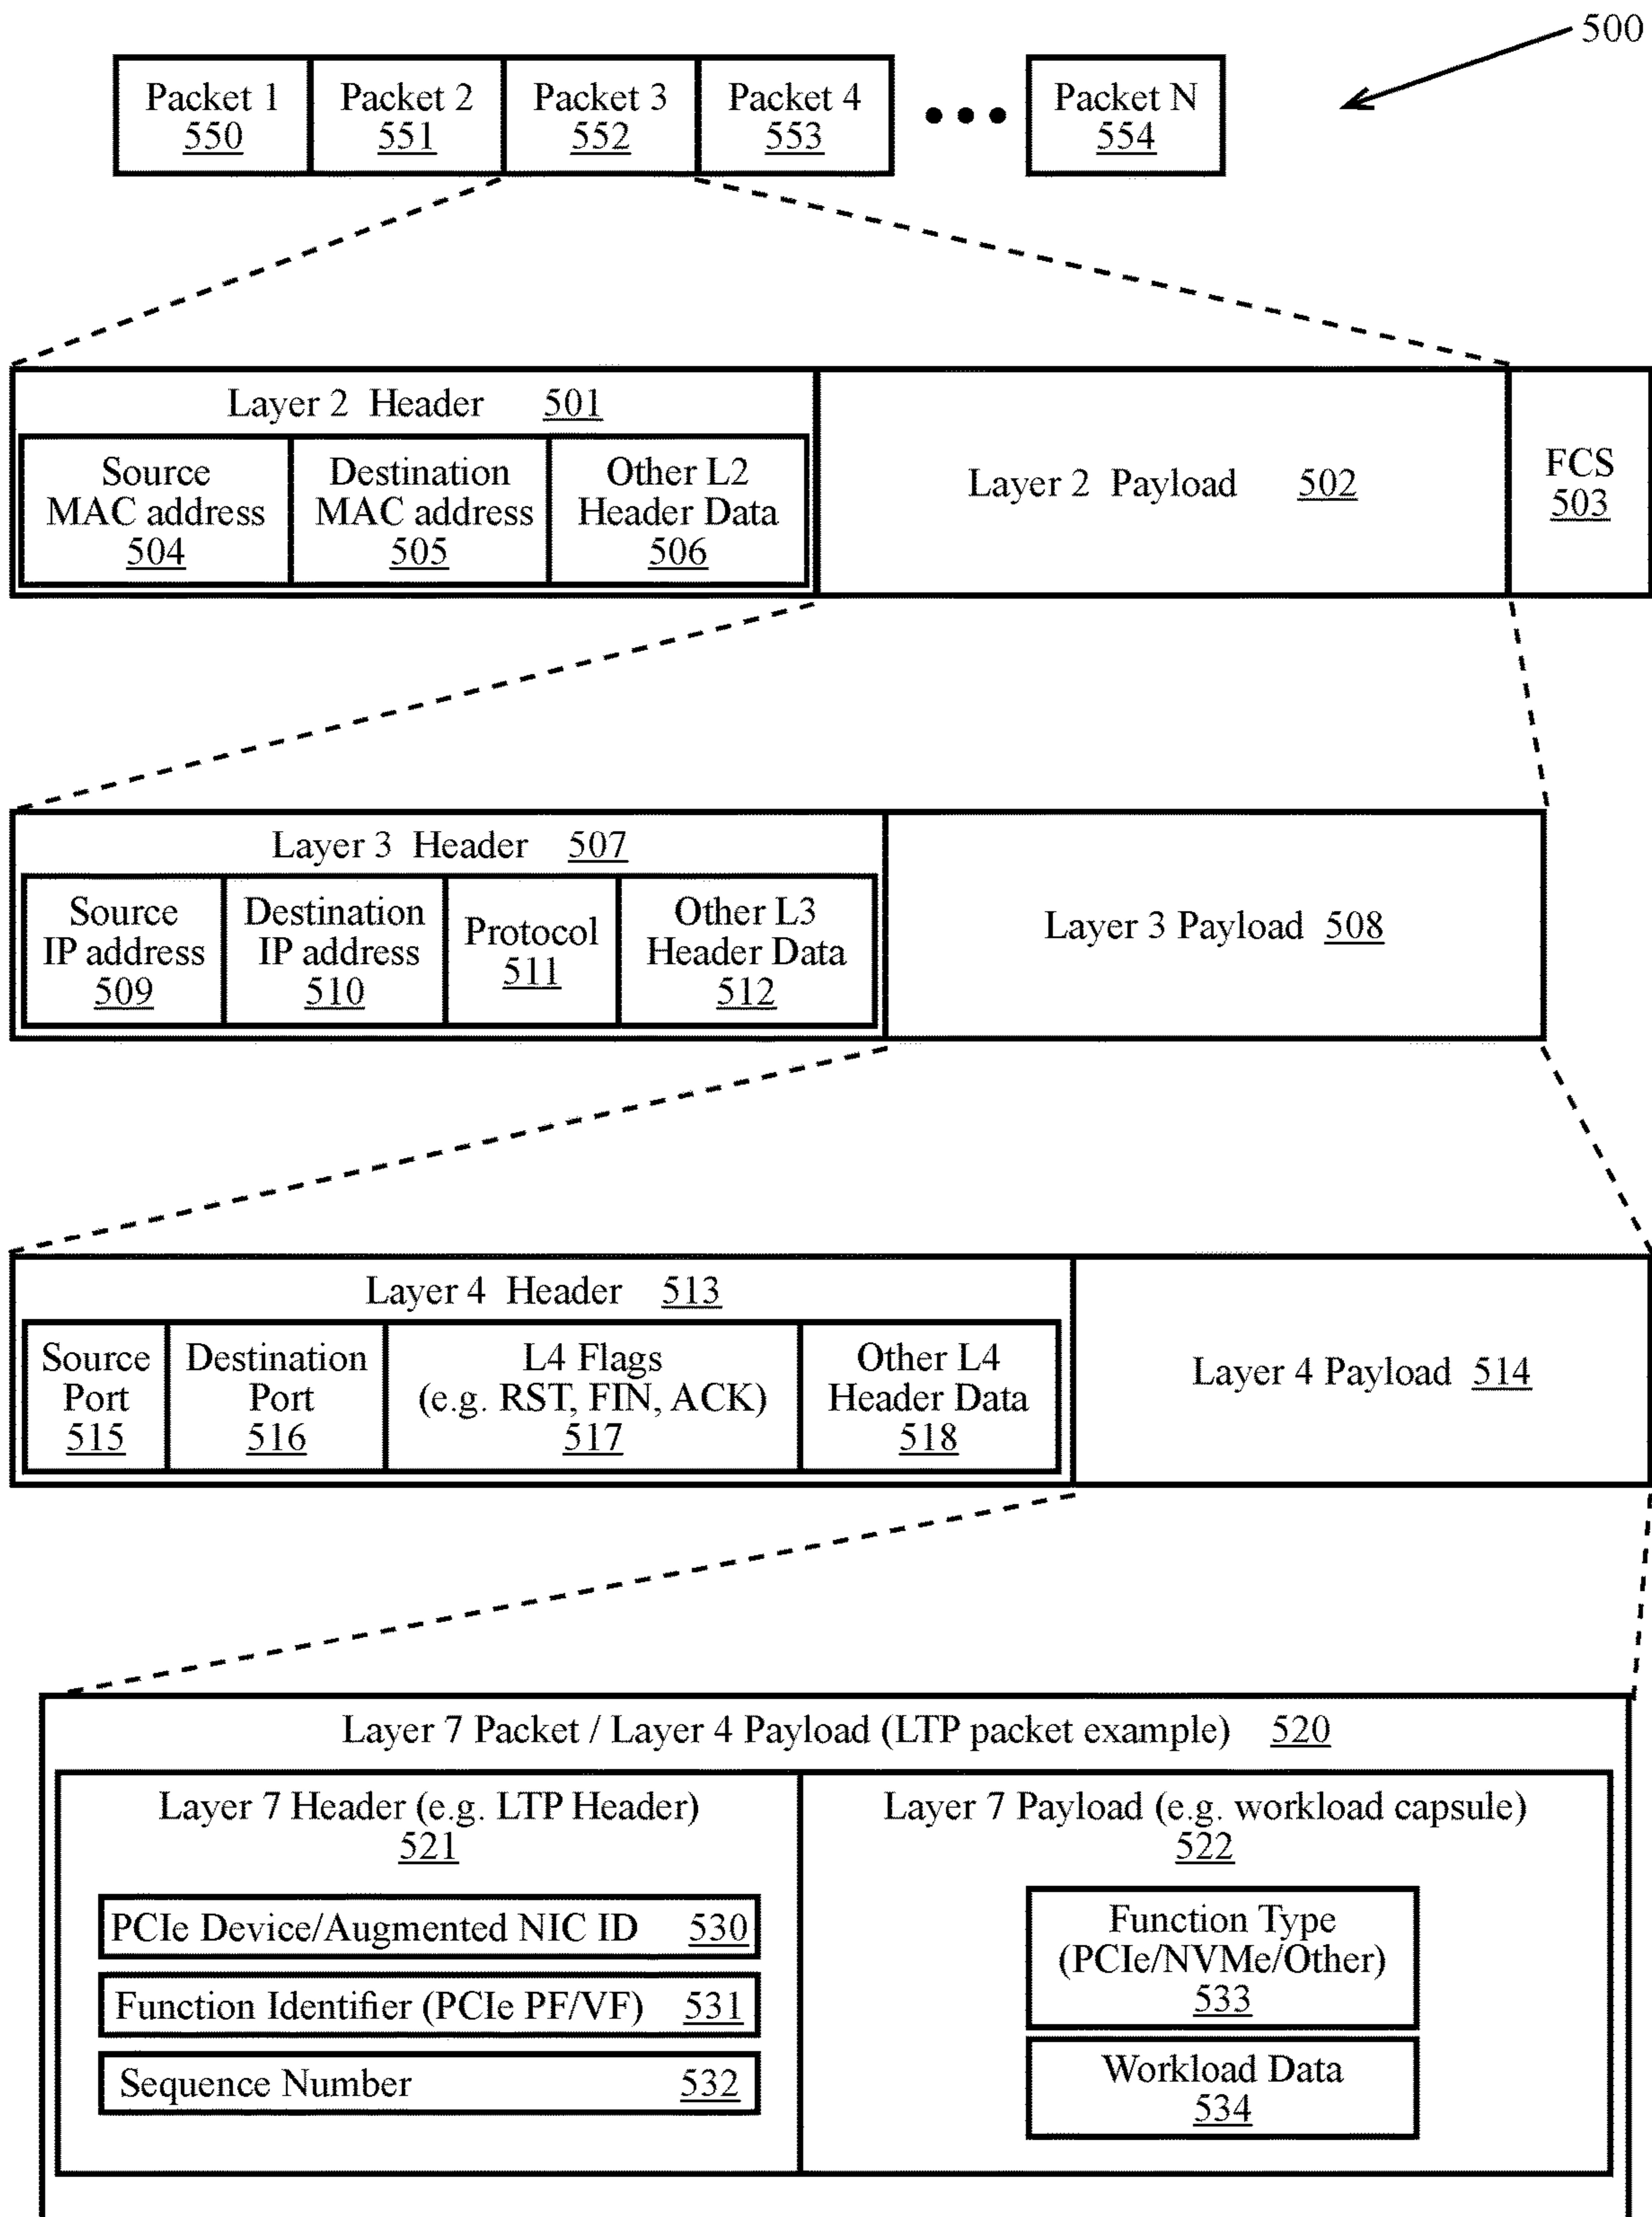 500
Packet 1 Packet 2 Packet 3 Packet 4 ••• Packet N
550 551 552 553 554
Layer 2 Header 501
Source MAC address 504
Destination MAC address 505
Other L2 Header Data 506
Layer 2 Payload 502
FCS 503
Layer 3 Header 507
Source IP address 509
Destination IP address 510
Protocol 511
Other L3 Header Data 512
Layer 3 Payload 508
Layer 4 Header 513
Source Port 515
Destination Port 516
L4 Flags (e.g. RST, FIN, ACK) 517
Other L4 Header Data 518
Layer 4 Payload 514
Layer 7 Packet / Layer 4 Payload (LTP packet example) 520
Layer 7 Header (e.g. LTP Header)
521
PCIe Device/Augmented NIC ID 530
Function Identifier (PCIe PF/VF) 531
Sequence Number 532
Layer 7 Payload (e.g. workload capsule)
522
Function Type
(PCIe/NVMe/Other)
533
Workload Data
534